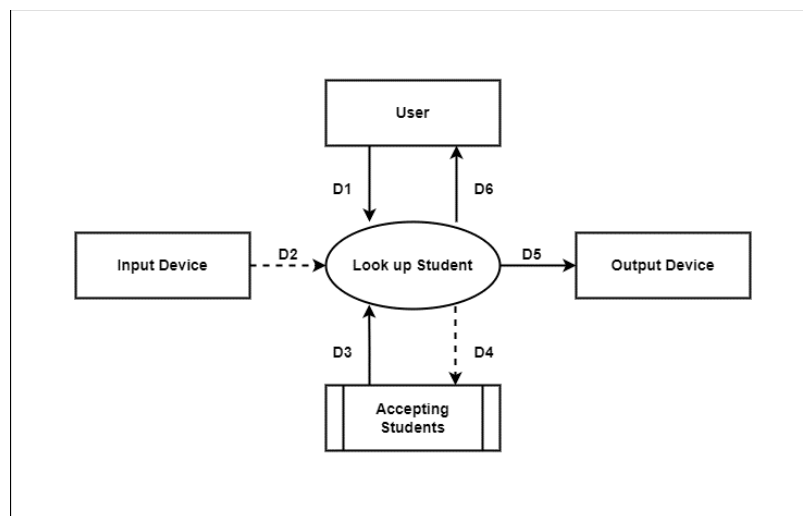 User
D1
D6
Input Device
D2
Look up Student
D5
Output Device
D3
D4
Accepting
Students